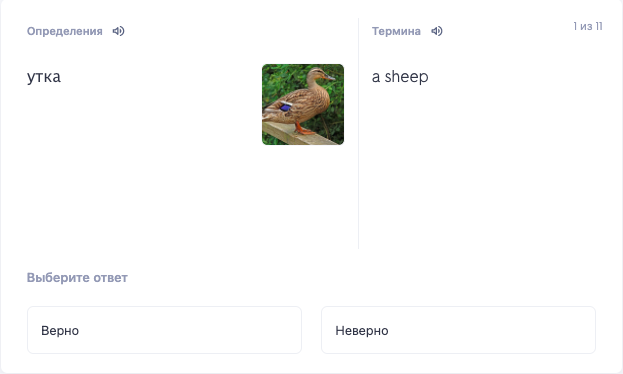 Определения
утка
Термина
1 из 11
a sheep
Выберите ответ
Верно
Неверно